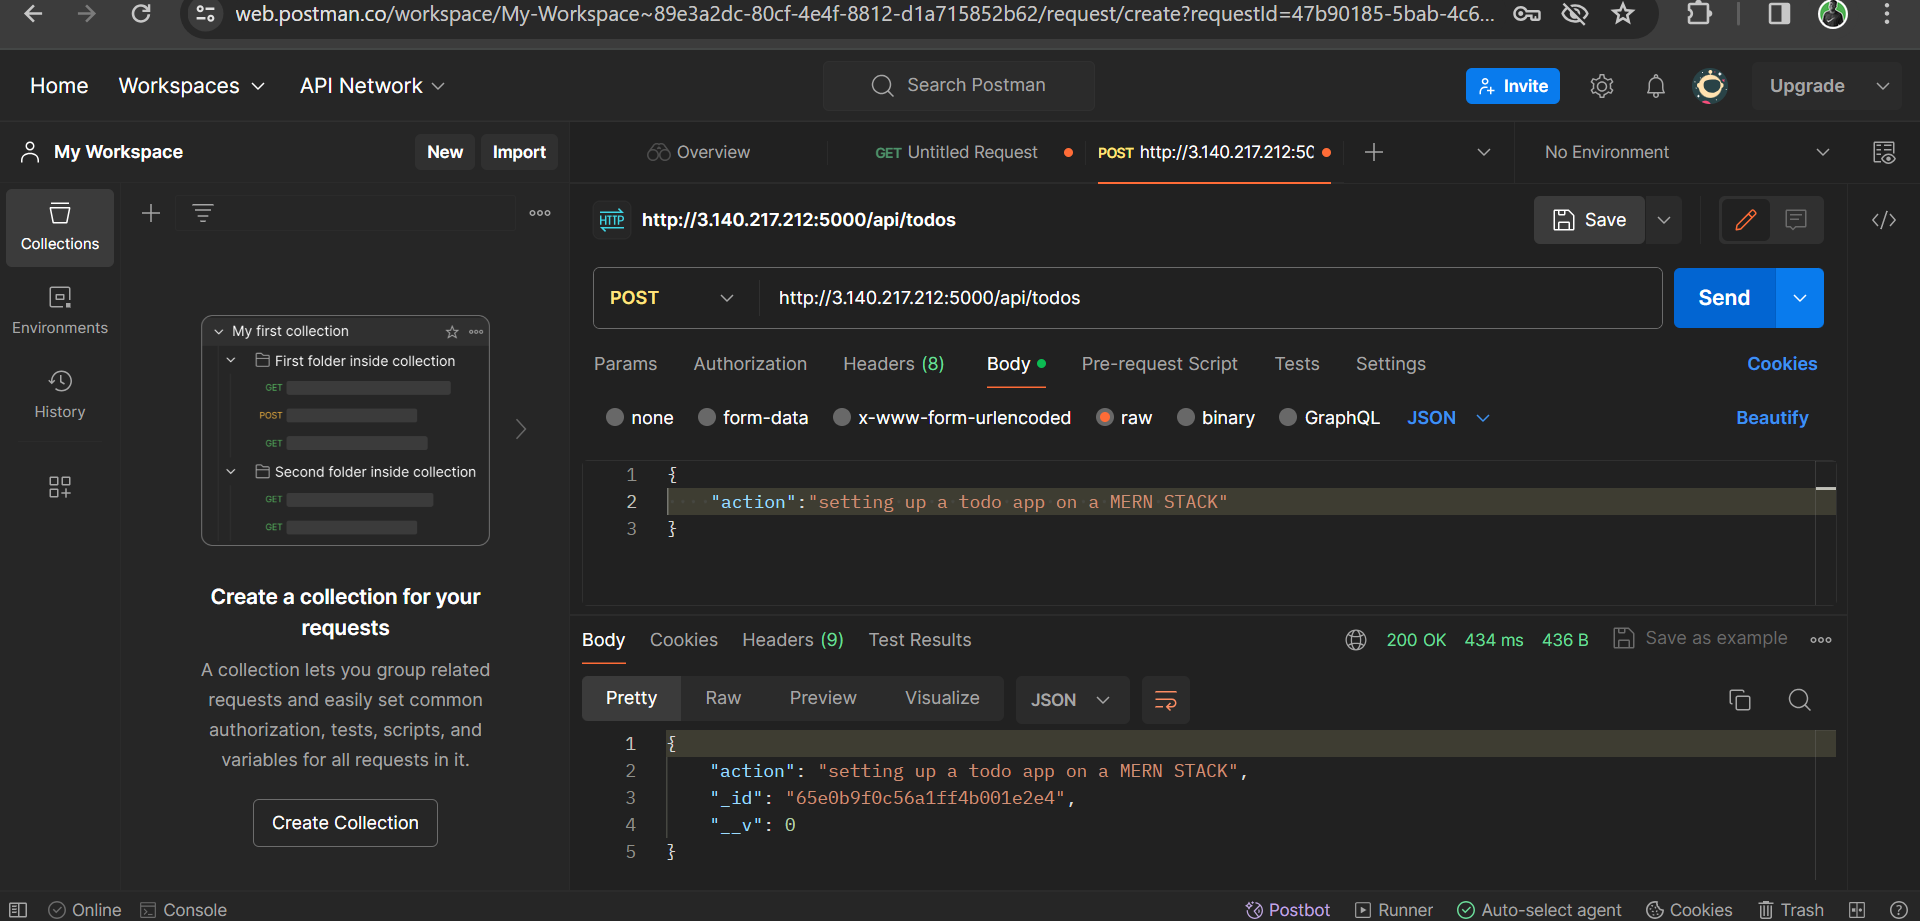 web.postman.co/workspace/My-Workspace~89e3a2dc-80cf-4e4f-8812-d1a715852b62/request/create?requestId=47b90185-5bab-4c6...
Home Workspaces API Network Search Postman Invite Upgrade
My Workspace New Import Overview GET Untitled Request POST http://3.140.217.212:50 No Environment
Collections
Environments
History
My first collection
First folder inside collection
GET
POST
GET
Second folder inside collection
GET
GET
Create a collection for your
requests
A collection lets you group related
requests and easily set common
authorization, tests, scripts, and
variables for all requests in it.
Create Collection
HTTP http://3.140.217.212:5000/api/todos Save
POST http://3.140.217.212:5000/api/todos Send
Params Authorization Headers (8) Body Pre-request Script Tests Settings Cookies
none form-data x-www-form-urlencoded raw binary GraphQL JSON Beautify
1 {
2 "action":"setting up a todo app on a MERN STACK"
3 }
Body Cookies Headers (9) Test Results 200 OK 434 ms 436 B Save as example
Pretty Raw Preview Visualize JSON
1 {
2 "action": "setting up a todo app on a MERN STACK",
3 "_id": "65e0b9f0c56a1ff4b001e2e4",
4 "__v": 0
5 }
Online Console Postbot Runner Auto-select agent Cookies Trash